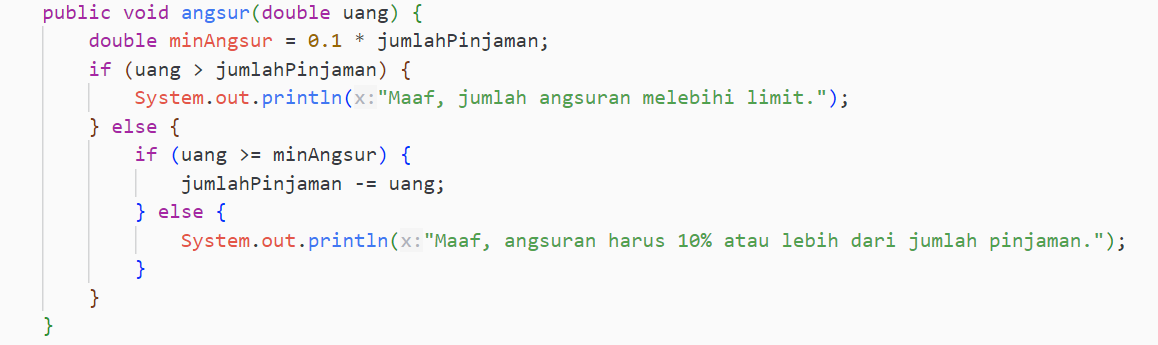 public void angsur(double uang) {
    double minAngsur = 0.1 * jumlahPinjaman;
    if (uang > jumlahPinjaman) {
        System.out.println(x:"Maaf, jumlah angsuran melebihi limit.");
    } else {
        if (uang >= minAngsur) {
            jumlahPinjaman -= uang;
        } else {
            System.out.println(x:"Maaf, angsuran harus 10% atau lebih dari jumlah pinjaman.");
        }
    }
}